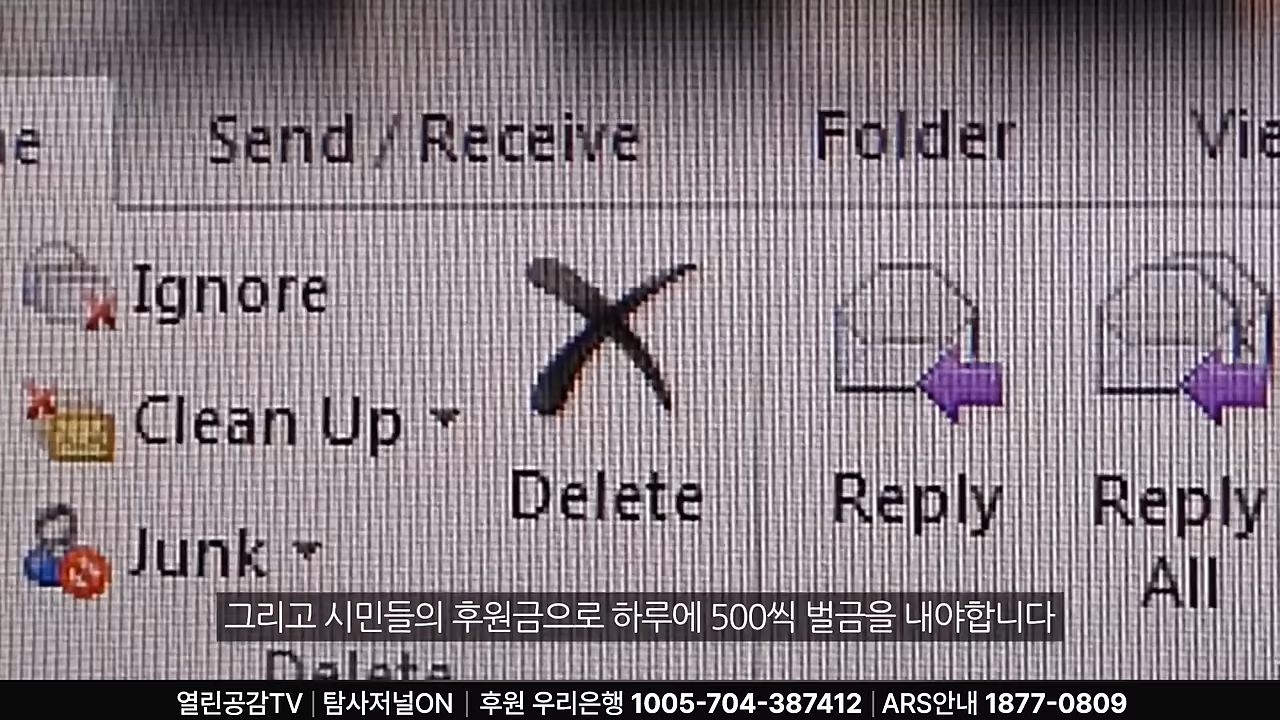 Send / Receive
Folder
Ignore
Clean Up
Delete
Reply
Reply
All
Junk
그리고 시민들의 후원금으로 하루에 500씩 벌금을 내야합니다
Delete
열린공감TV | 탐사저널ON | 후원 우리은행 1005-704-387412 | ARS안내 1877-0809